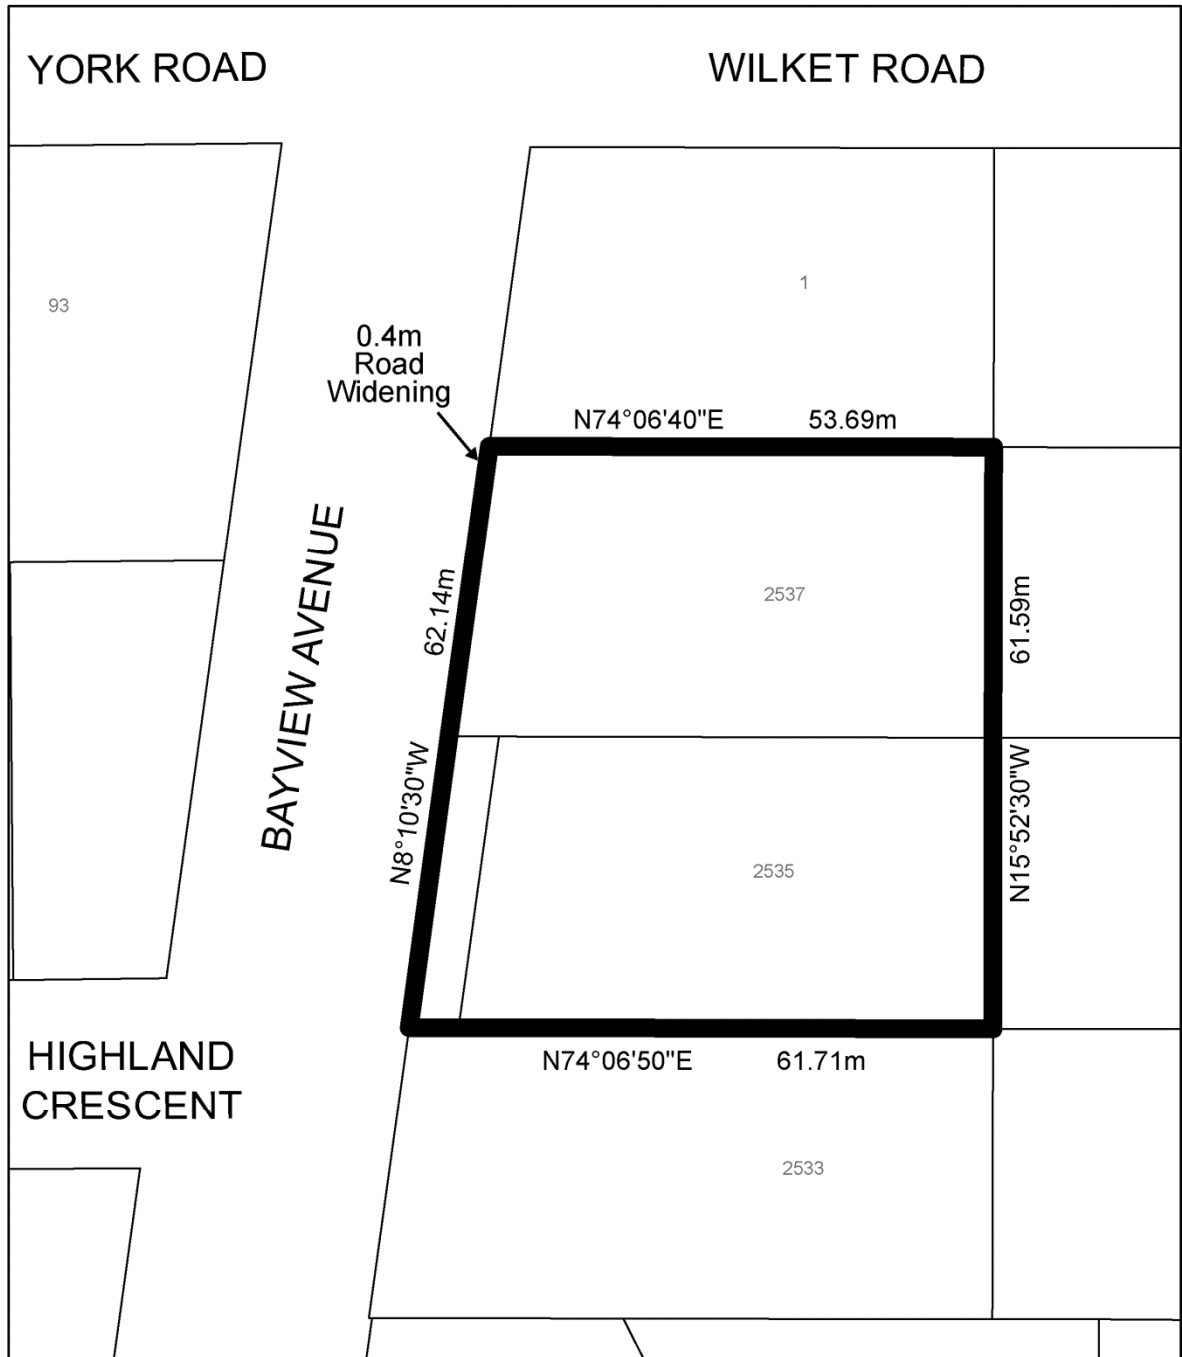 YORK ROAD
WILKET ROAD
1
93
0.4m
Road
Widening
N74°06'40"E 53.69m
BAYVIEW AVENUE
62.14m
N8°10'30"W
2537
61.59m
N15°52'30"W
2535
HIGHLAND
CRESCENT
N74°06'50"E 61.71m
2533